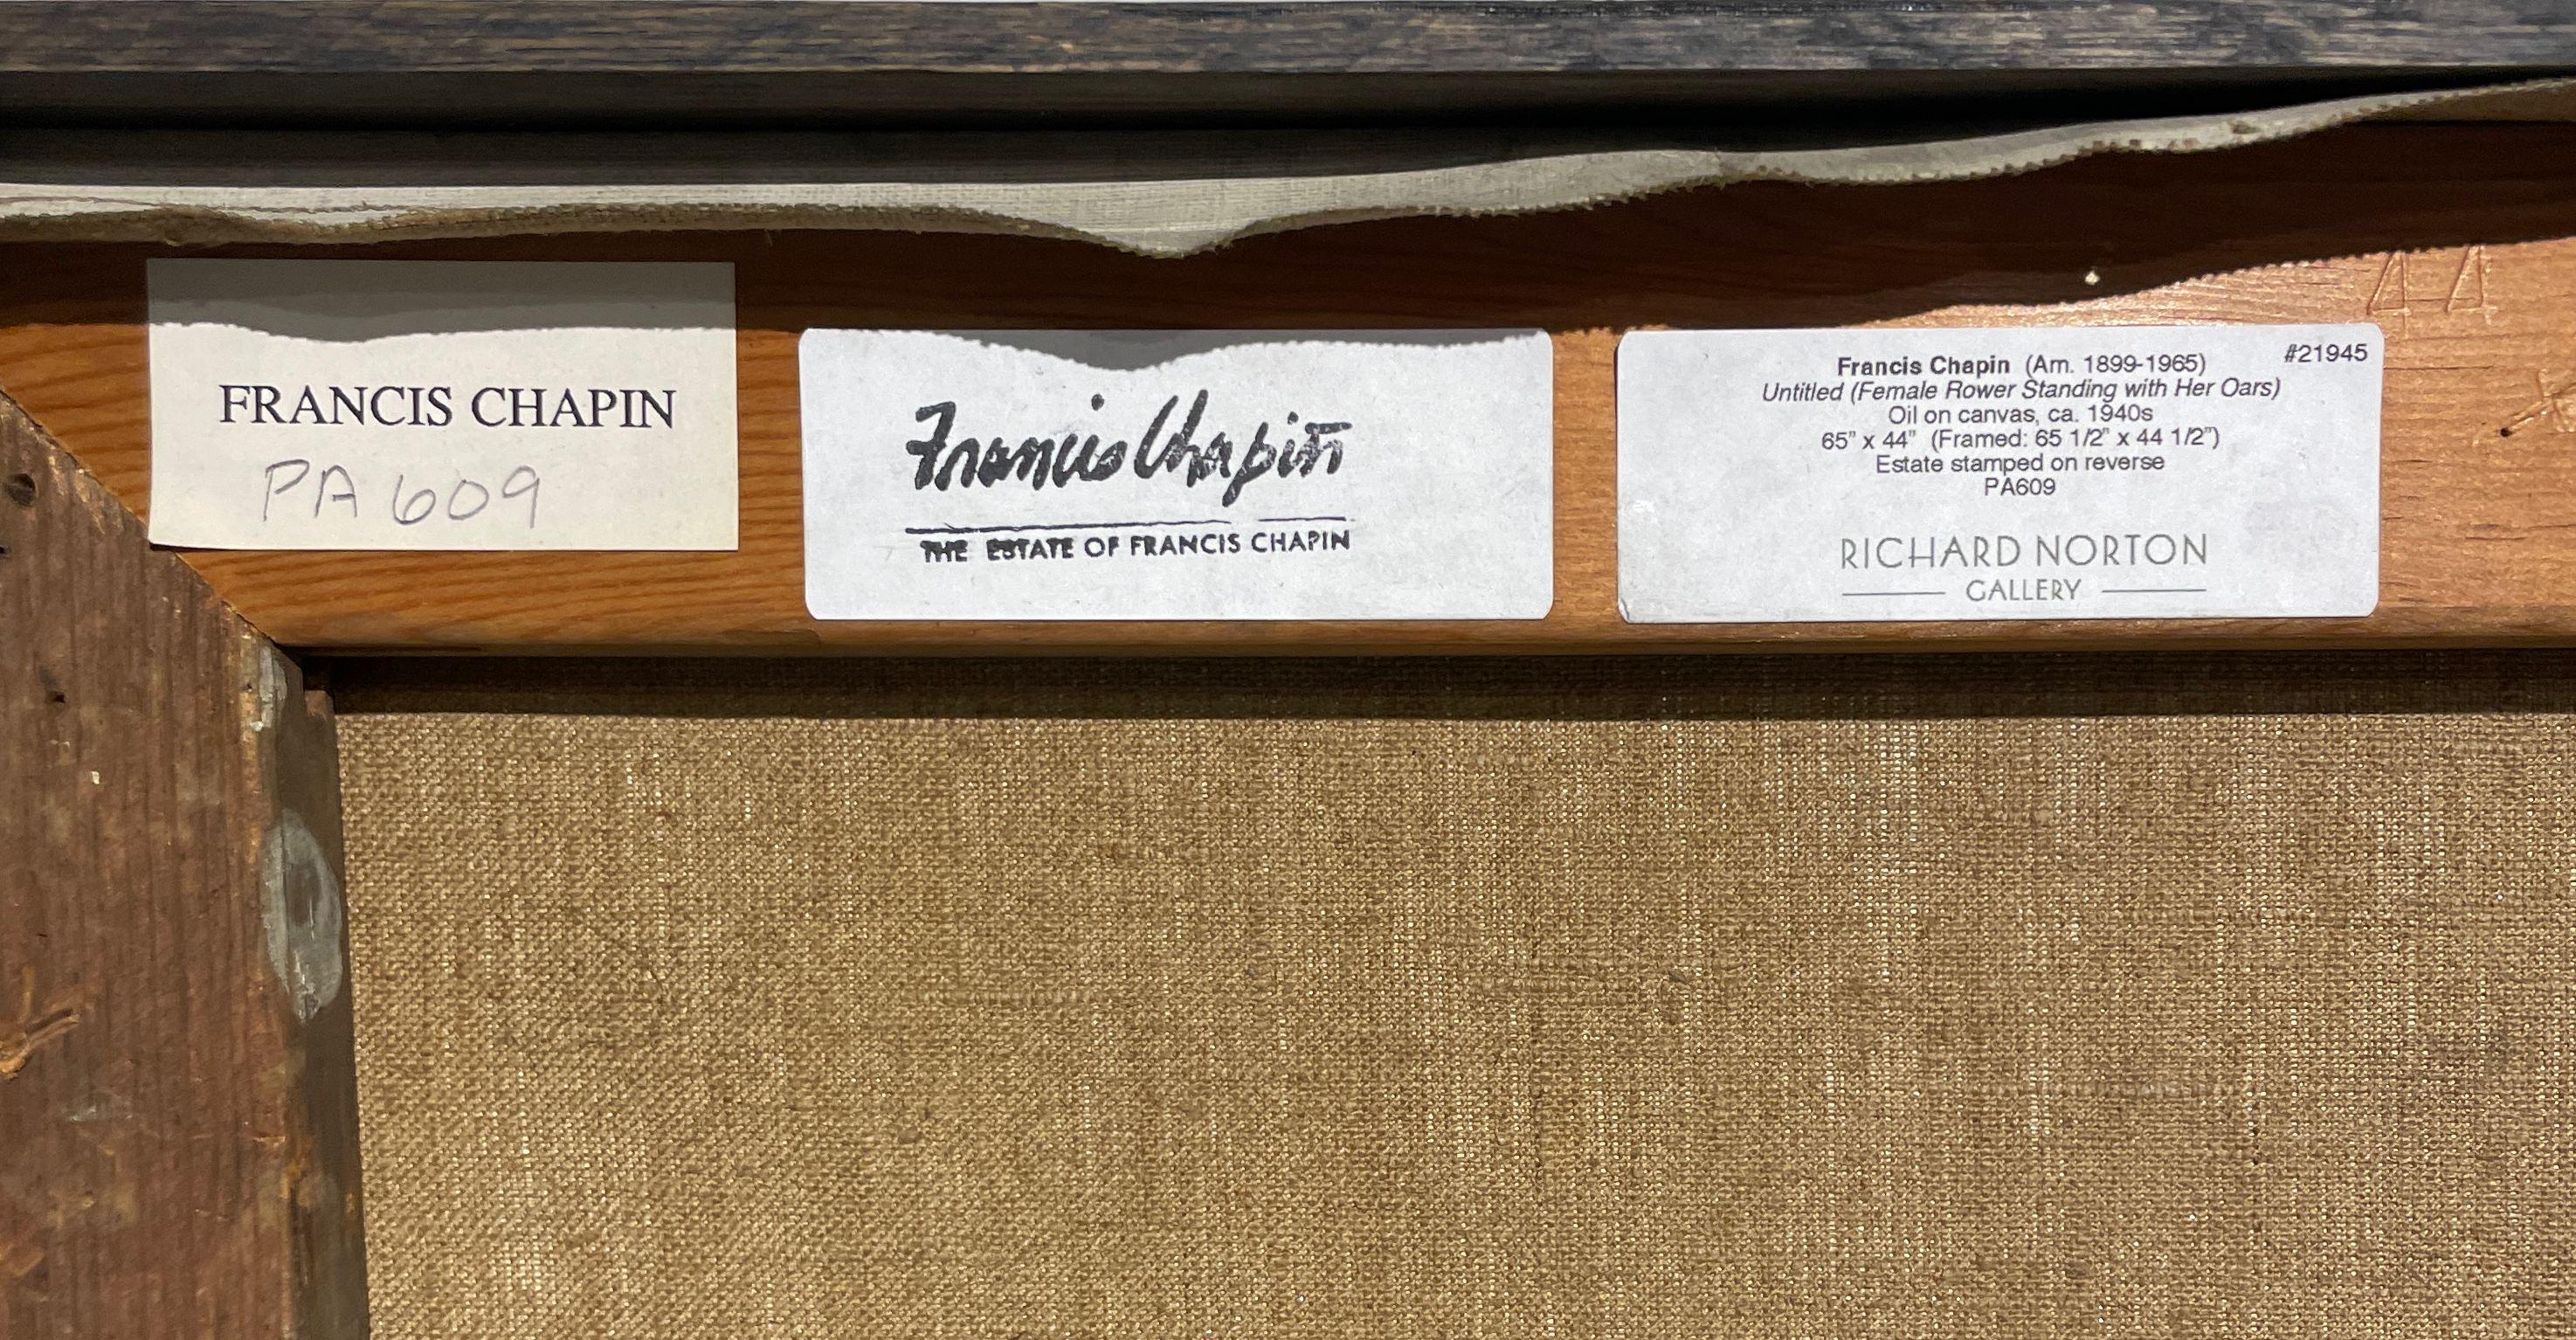 44
FRANCIS CHAPIN
PA 609
Francis Chapin
THE ESTATE OF FRANCIS CHAPIN
#21945
Francis Chapin (Am. 1899-1965)
Untitled (Female Rower Standing with Her Oars)
Oil on canvas, ca. 1940s
65" x 44" (Framed: 65 1/2" x 44 1/2")
Estate stamped on reverse
PA609
RICHARD NORTON
GALLERY